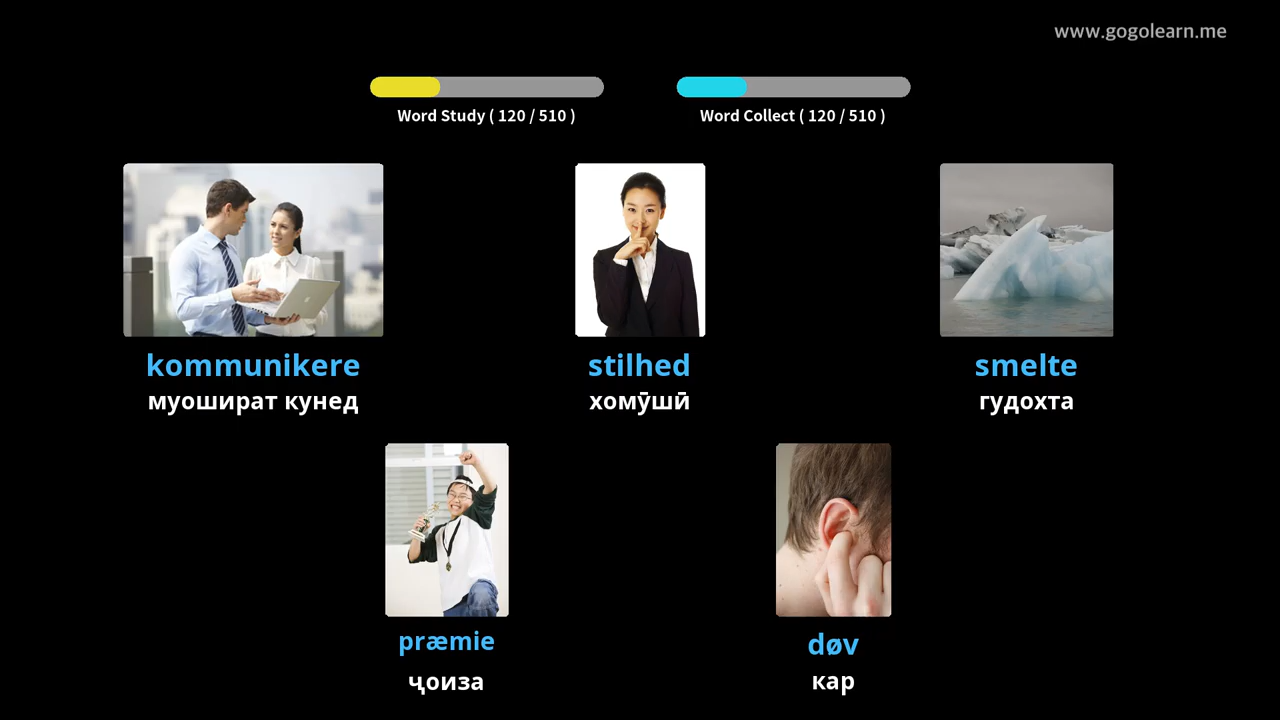 www.gogolearn.me
Word Study ( 120 / 510 )
Word Collect ( 120 / 510 )
kommunikere
муошират кунед
stilhed
хомӯшӣ
smelte
гудохта
præmie
ҷоиза
døv
кар